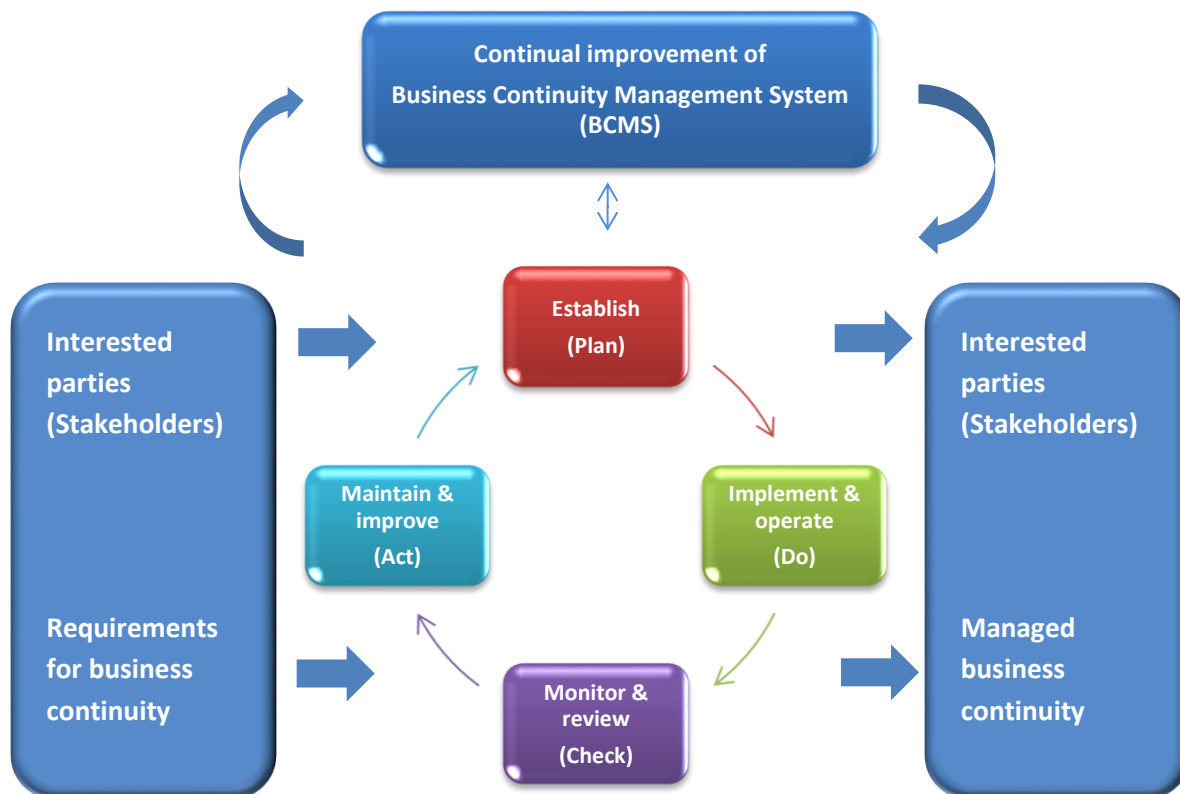 Continual improvement of
Business Continuity Management System
(BCMS)
Interested
parties
(Stakeholders)
Requirements
for business
continuity
Establish
(Plan)
Implement &
operate
(Do)
Monitor &
review
(Check)
Maintain &
improve
(Act)
Interested
parties
(Stakeholders)
Managed
business
continuity